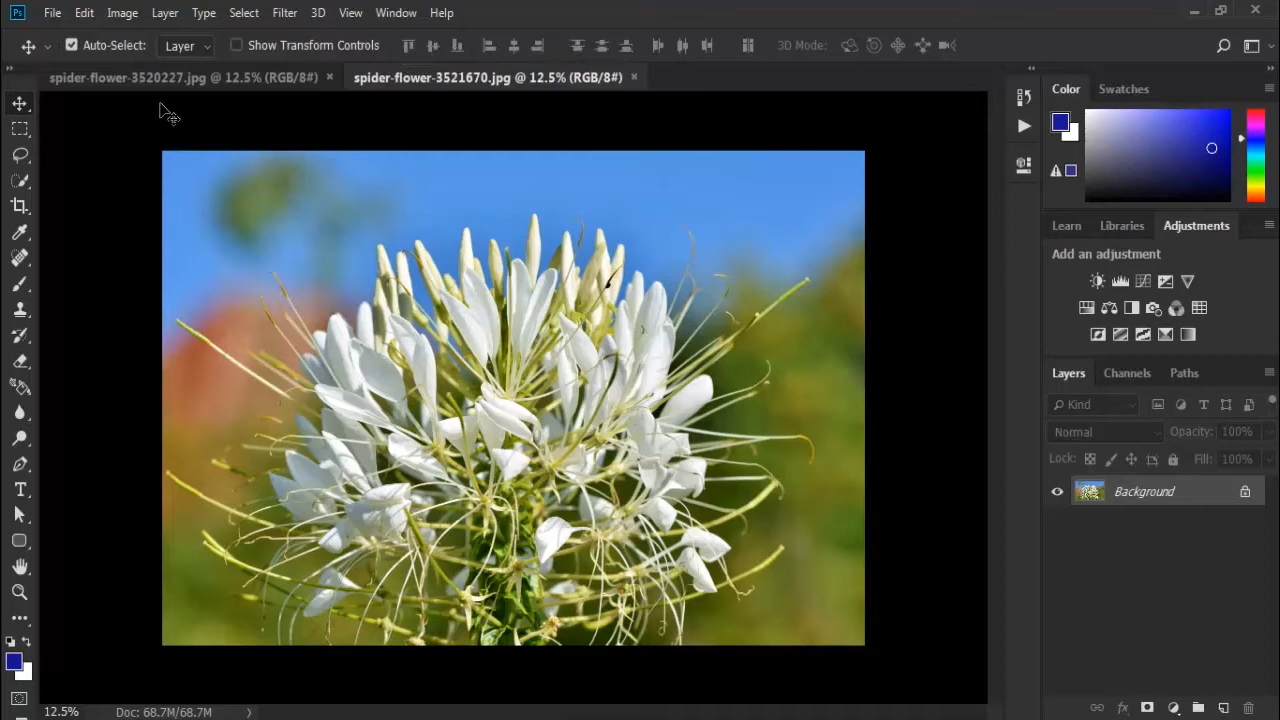 Ps File Edit Image Layer Type Select Filter 3D View Window Help
Auto-Select: Layer Show Transform Controls 3D Mode:
spider-flower-3520227.jpg @ 12.5% (RGB/8#) × spider-flower-3521670.jpg @ 12.5% (RGB/8#) ×
Color Swatches
Learn Libraries Adjustments
Add an adjustment
Layers Channels Paths
Kind
Normal Opacity: 100%
Lock: Fill: 100%
Background
12.5% Doc: 68.7M/68.7M